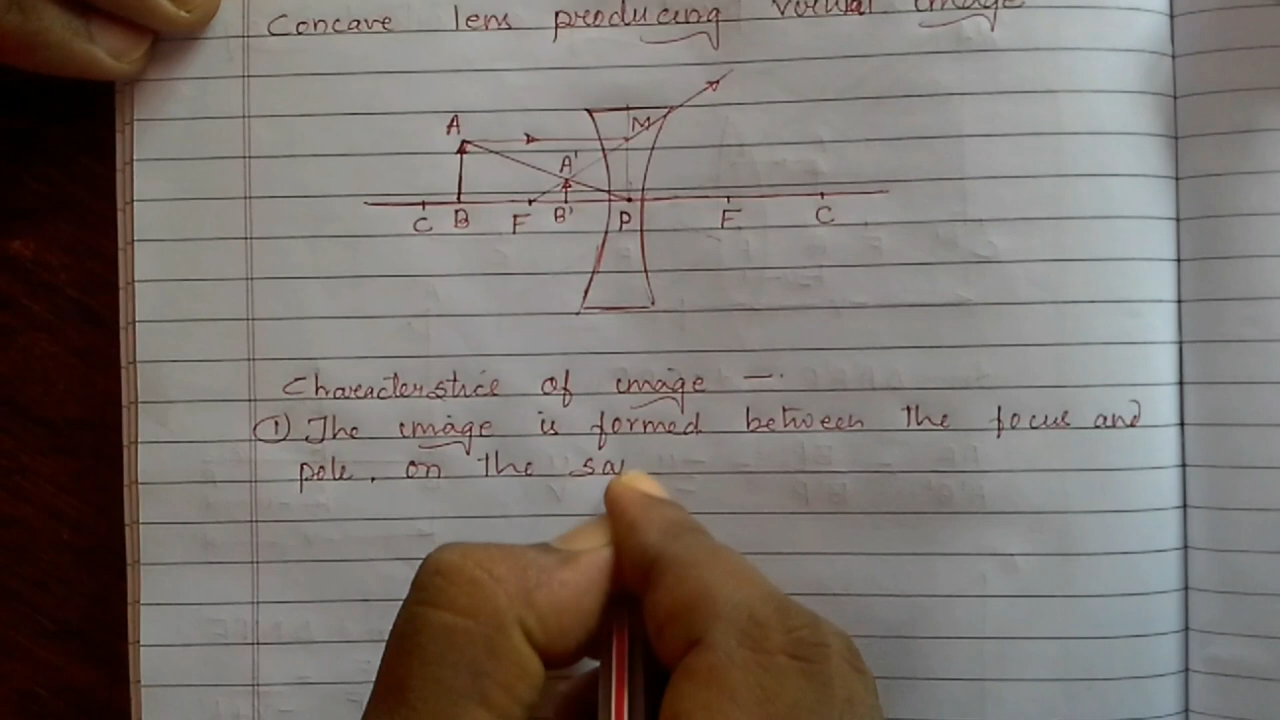 Concave lens producing virtual image
A
M
A'
C B F B' P F C
Characterstice of image –.
① The image is formed between the focus and
pole, on the sa